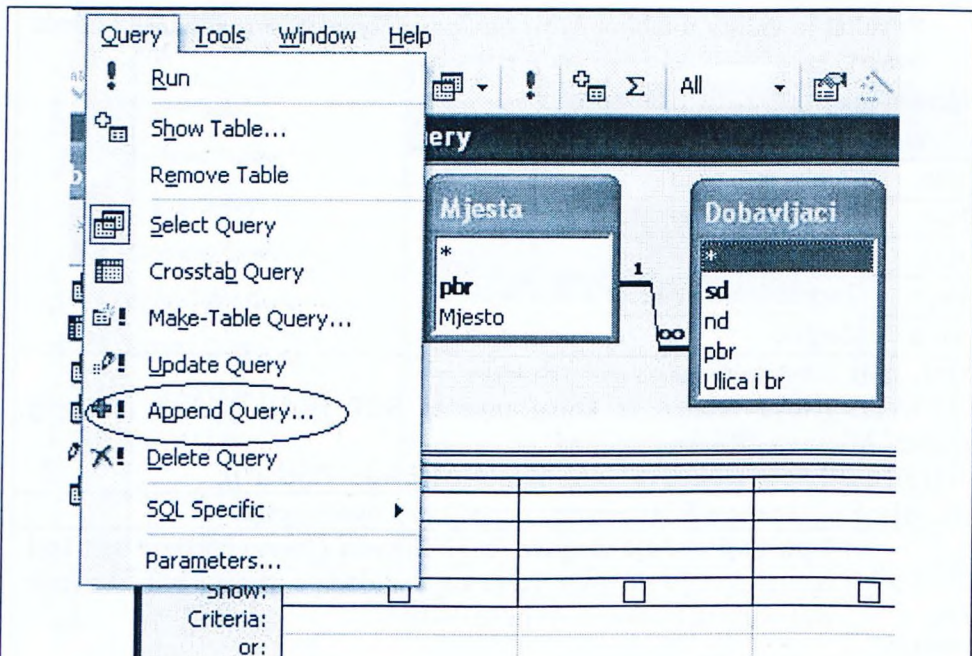 Query Tools Window Help
Run
All
Show Table...
ery
Remove Table
Select Query
Crosstab Query
Make-Table Query...
Update Query
Append Query...
Delete Query
SQL Specific
Parameters...
Mjesta
*
pbr
Mjesto
1
∞
Dobavljaci
*
sd
nd
pbr
Ulica i br
Show:
Criteria:
or: